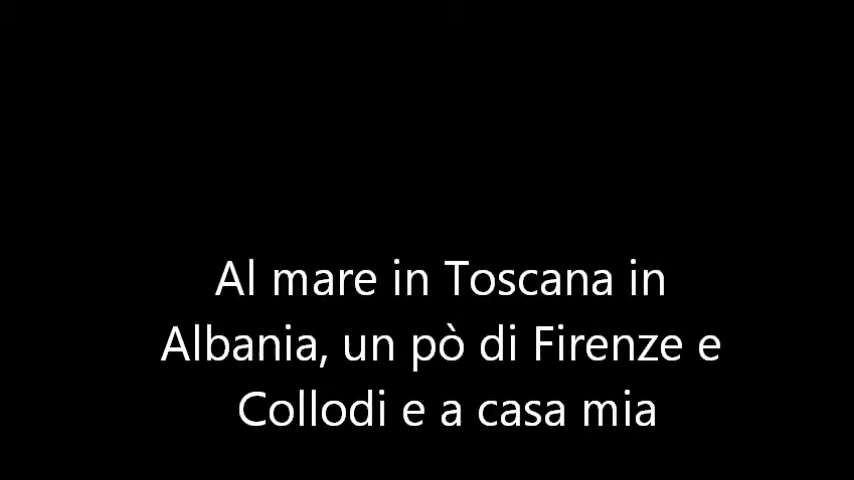 Al mare in Toscana in
Albania, un pò di Firenze e
Collodi e a casa mia